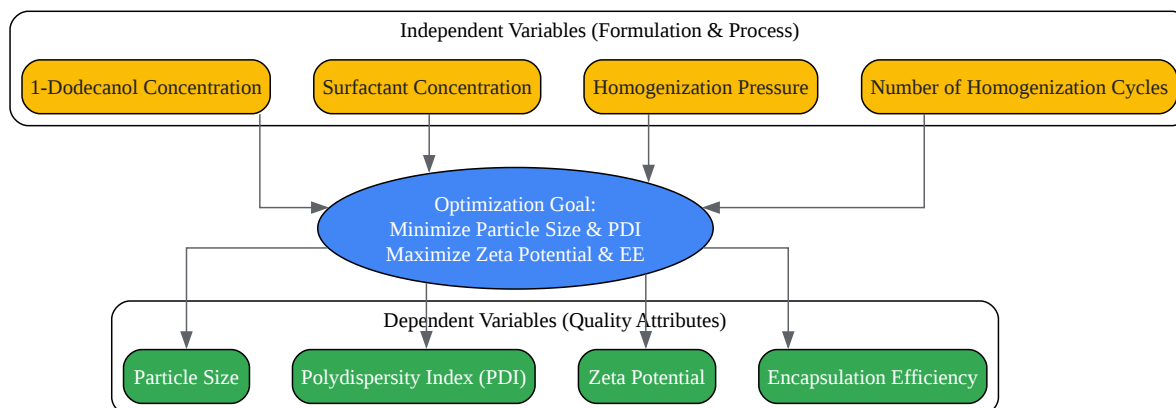 Independent Variables (Formulation & Process)
1-Dodecanol Concentration
Surfactant Concentration
Homogenization Pressure
Number of Homogenization Cycles
Optimization Goal:
Minimize Particle Size & PDI
Maximize Zeta Potential & EE
Dependent Variables (Quality Attributes)
Particle Size
Polydispersity Index (PDI)
Zeta Potential
Encapsulation Efficiency